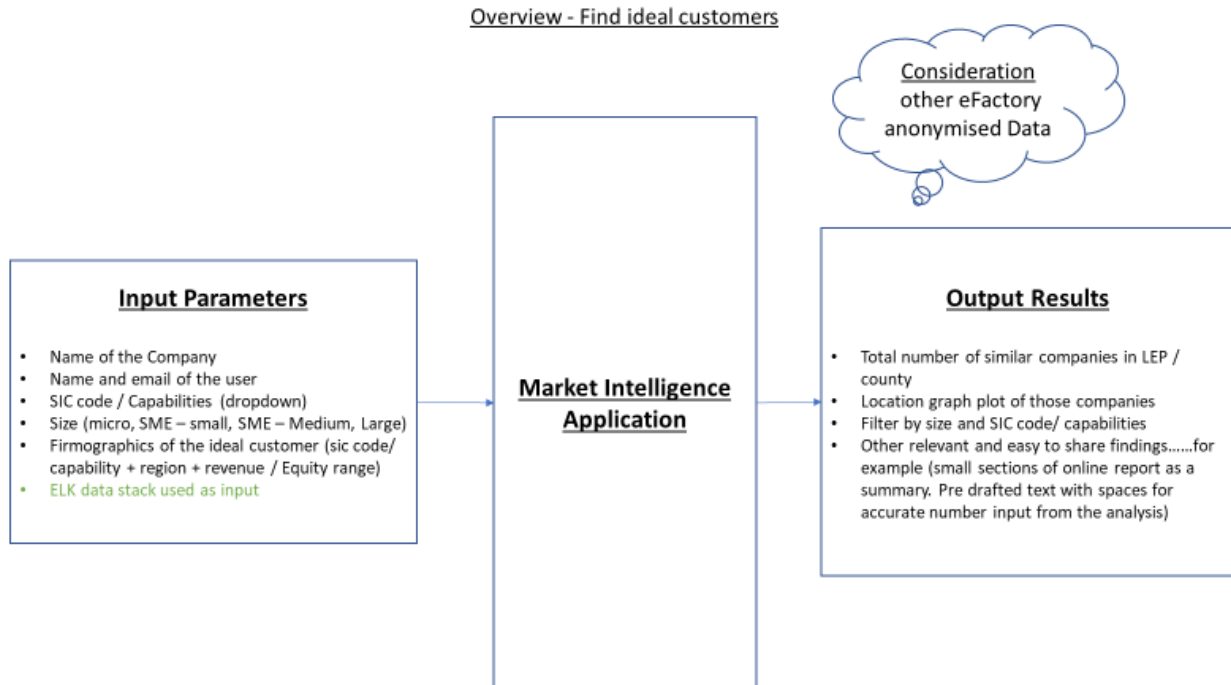 Overview - Find ideal customers
Consideration
other eFactory
anonymised Data
Input Parameters
• Name of the Company
• Name and email of the user
• SIC code / Capabilities (dropdown)
• Size (micro, SME – small, SME – Medium, Large)
• Firmographics of the ideal customer (sic code/
capability + region + revenue / Equity range)
• ELK data stack used as input
Market Intelligence
Application
Output Results
• Total number of similar companies in LEP /
county
• Location graph plot of those companies
• Filter by size and SIC code/ capabilities
• Other relevant and easy to share findings……for
example (small sections of online report as a
summary. Pre drafted text with spaces for
accurate number input from the analysis)